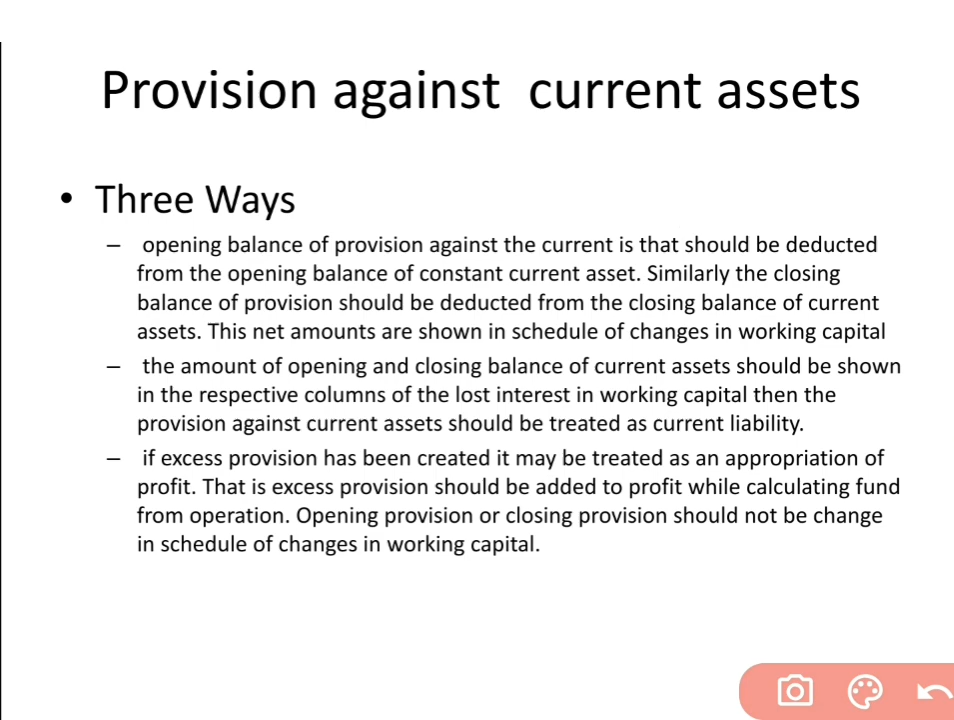 Provision against current assets
• Three Ways
– opening balance of provision against the current is that should be deducted
from the opening balance of constant current asset. Similarly the closing
balance of provision should be deducted from the closing balance of current
assets. This net amounts are shown in schedule of changes in working capital
– the amount of opening and closing balance of current assets should be shown
in the respective columns of the lost interest in working capital then the
provision against current assets should be treated as current liability.
– if excess provision has been created it may be treated as an appropriation of
profit. That is excess provision should be added to profit while calculating fund
from operation. Opening provision or closing provision should not be change
in schedule of changes in working capital.